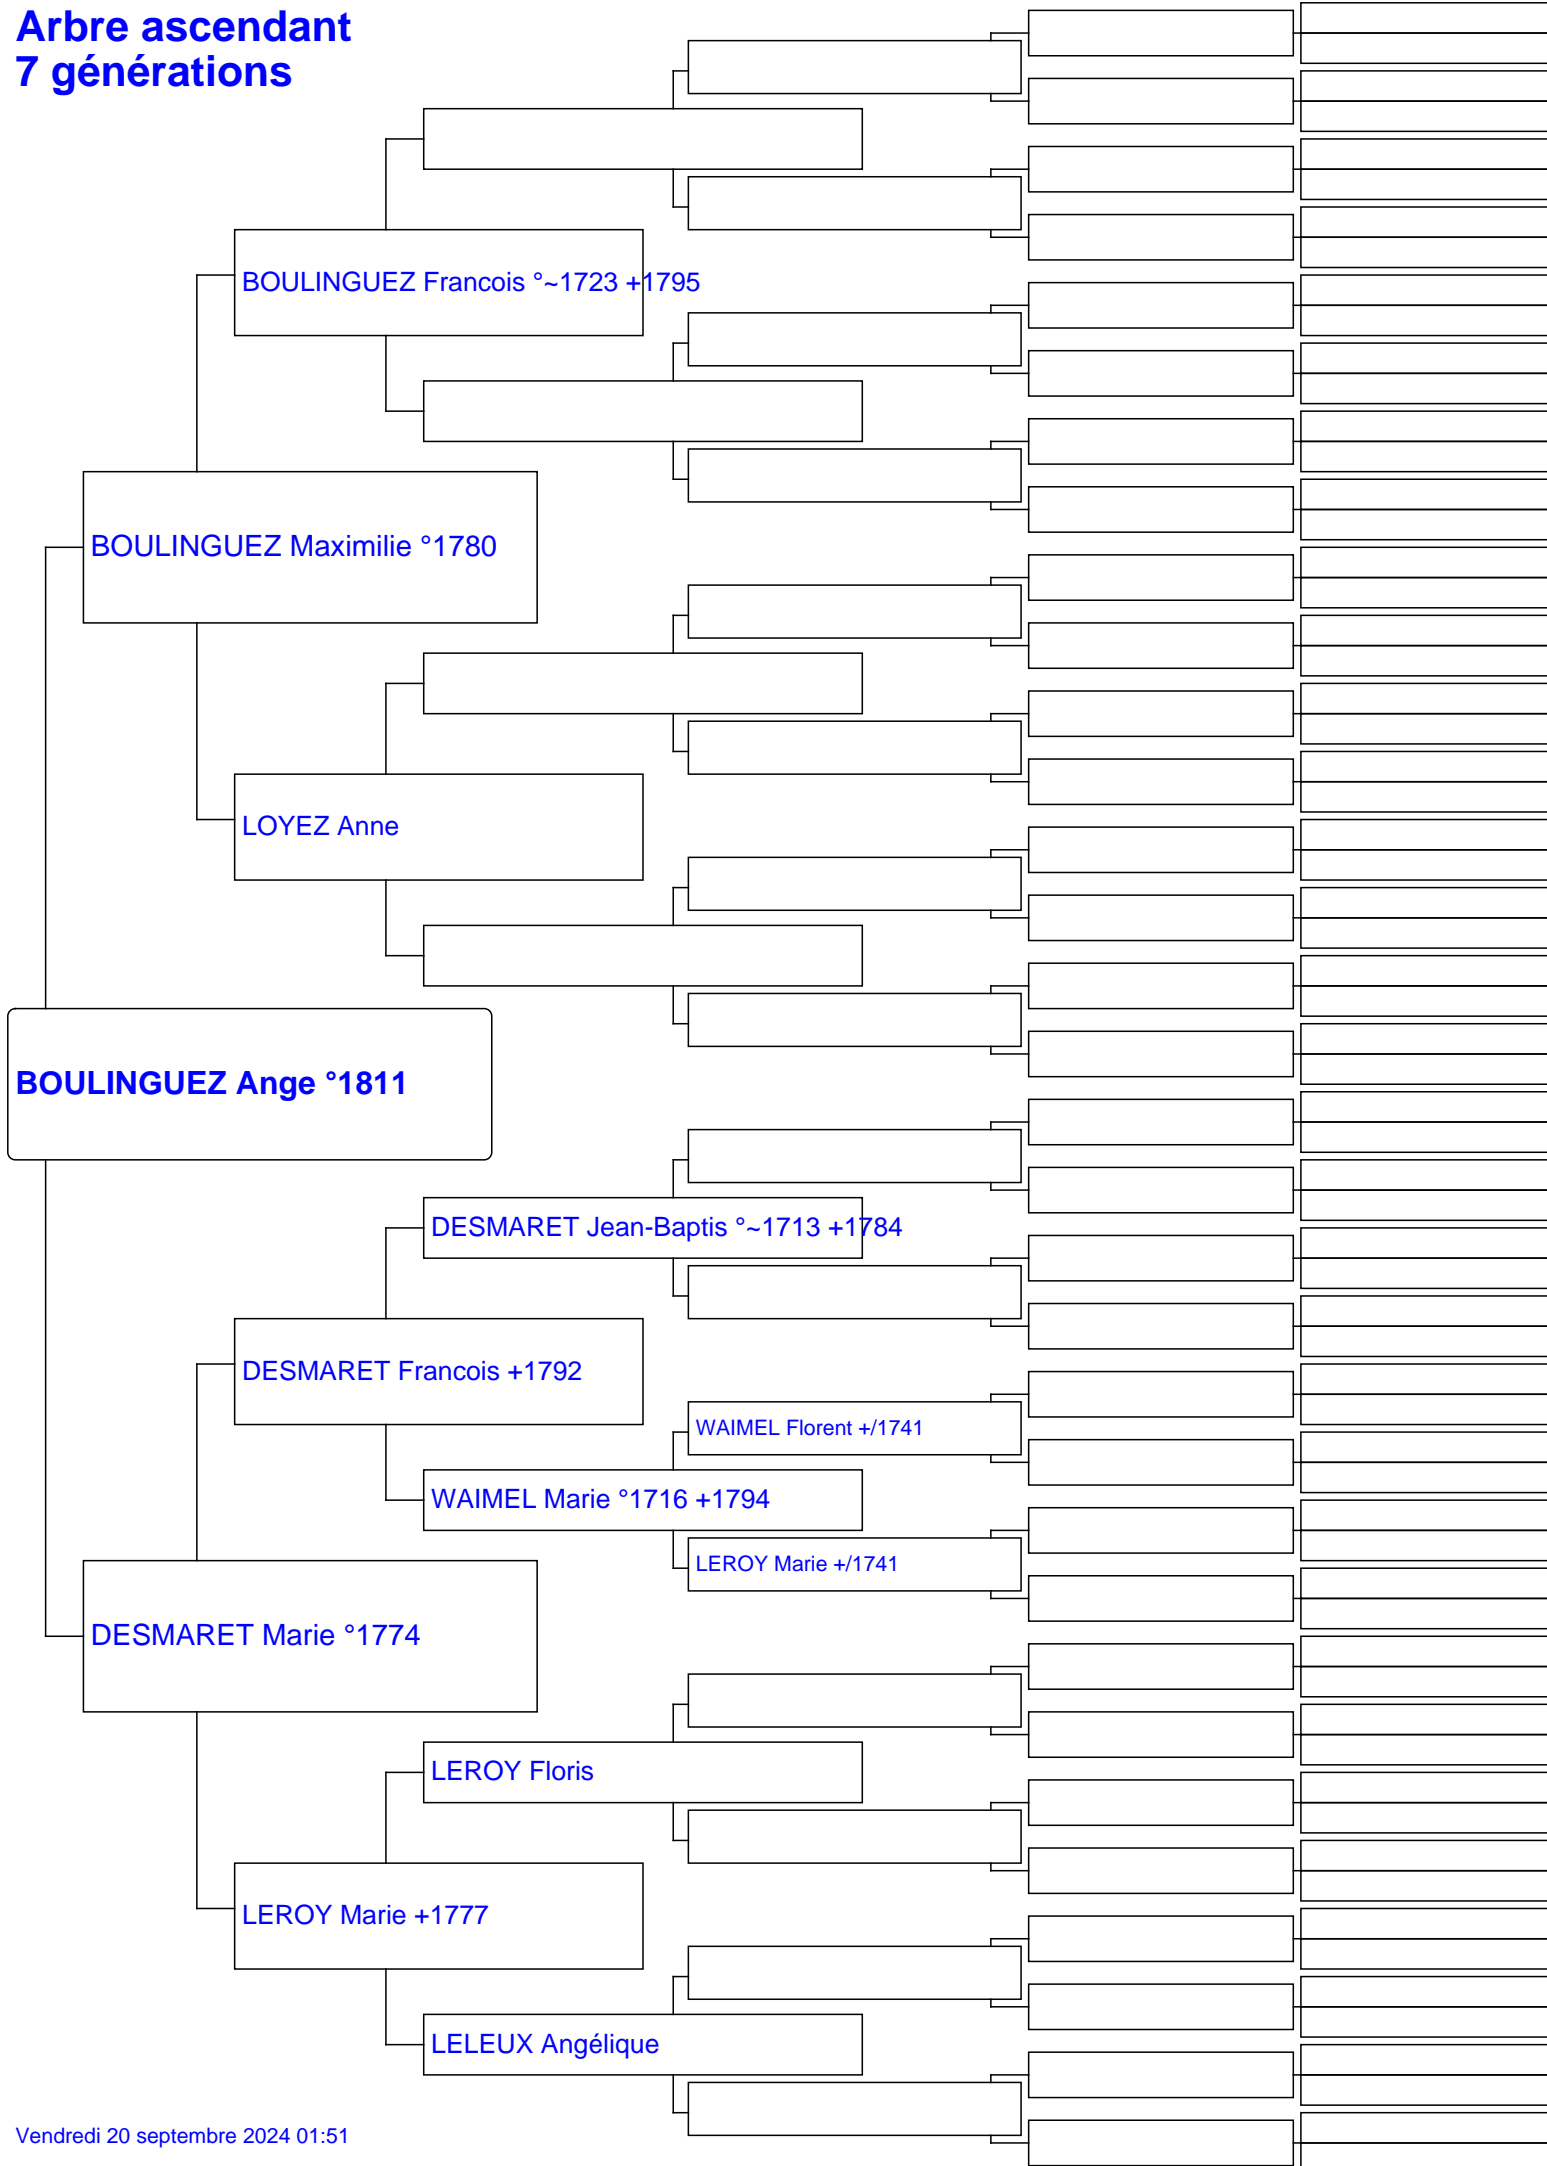 Arbre ascendant
7 générations
BOULINGUEZ Francois °~1723 +1795
BOULINGUEZ Maximilie °1780
LOYEZ Anne
BOULINGUEZ Ange °1811
DESMARET Jean-Baptis °~1713 +1784
DESMARET Francois +1792
WAIMEL Florent +/1741
WAIMEL Marie °1716 +1794
LEROY Marie +/1741
DESMARET Marie °1774
LEROY Floris
LEROY Marie +1777
LELEUX Angélique
Vendredi 20 septembre 2024 01:51